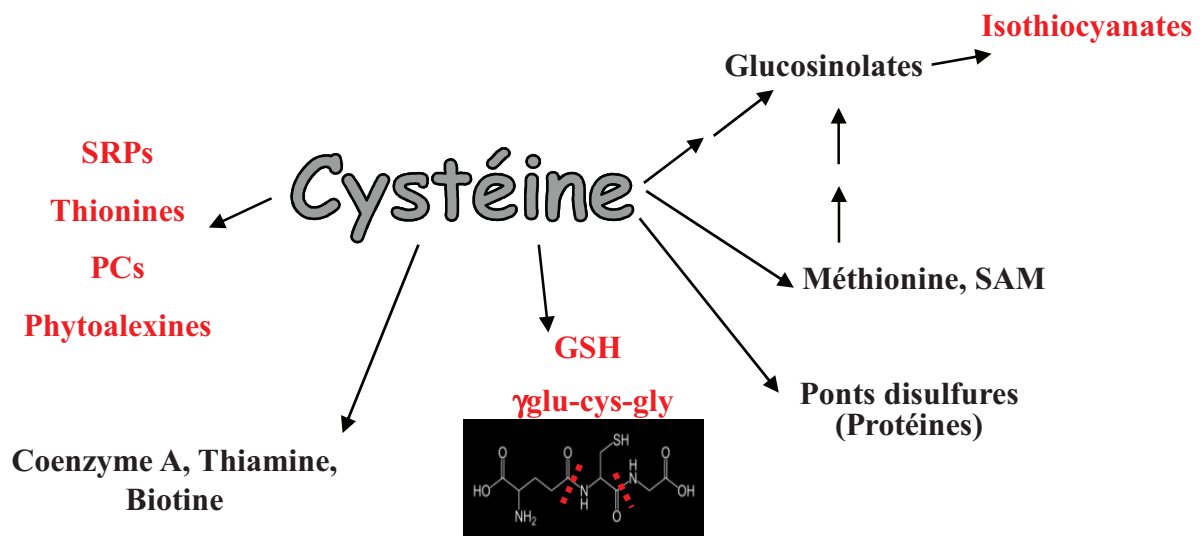 Isothiocyanates
Glucosinolates
SRPs
Thionines
PCs
Phytoalexines
Cystéine
Méthionine, SAM
GSH
γglu-cys-gly
Ponts disulfures
(Protéines)
Coenzyme A, Thiamine,
Biotine
SH
O
O
H
N
O
HO
N
H
OH
NH₂
O